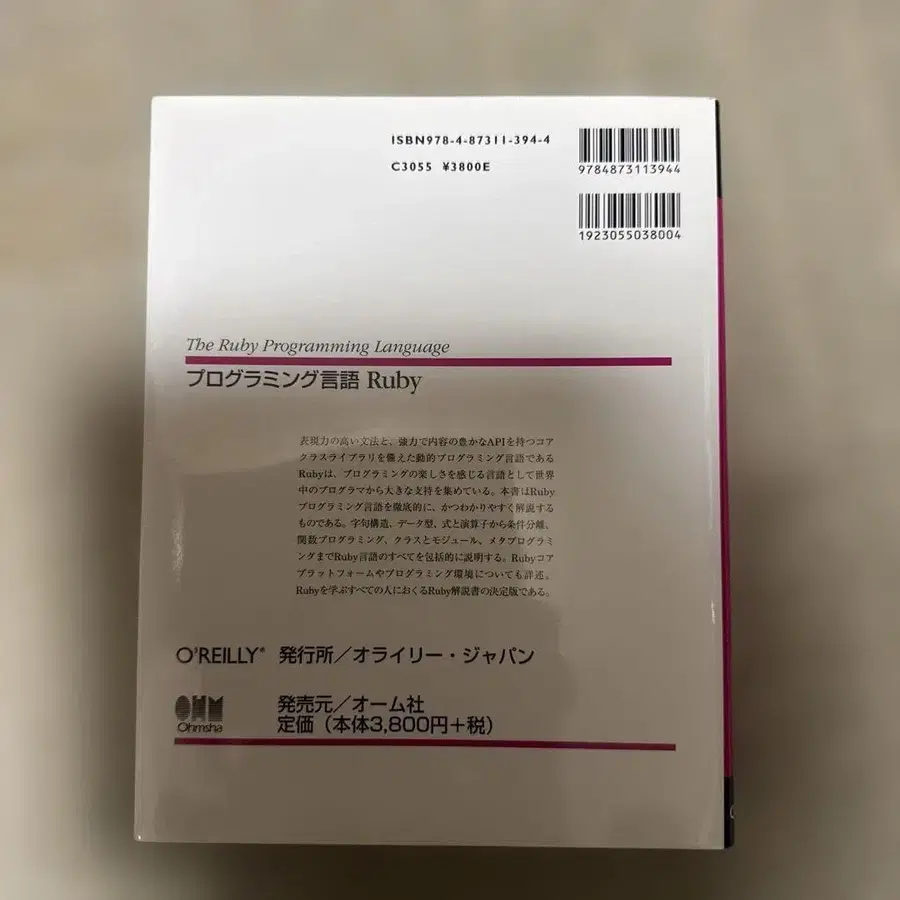 ISBN978-4-87311-394-4
C3055 ¥3800E
9784873113944
1923055038004
The Ruby Programming Language
プログラミング言語 Ruby
表現力の高い文法と、強力で内容の豊かなAPIを持つコア
クラスライブラリを備えた動的プログラミング言語である
Rubyは、プログラミングの楽しさを感じる言語として世界
中のプログラマから大きな支持を集めている。本書はRuby
プログラミング言語を徹底的に、かつわかりやすく解説する
ものである。字句構造、データ型、式と演算子から条件分離、
関数プログラミング、クラスとモジュール、メタプログラミ
ングまでRuby言語のすべてを包括的に説明する。Rubyコア
プラットフォームやプログラミング環境についても詳述。
Rubyを学ぶすべての人におくるRuby解説書の決定版である。
O'REILLY® 発行所/オライリー・ジャパン
OHM
Ohmsha
発売元/オーム社
定価(本体3,800円+税)